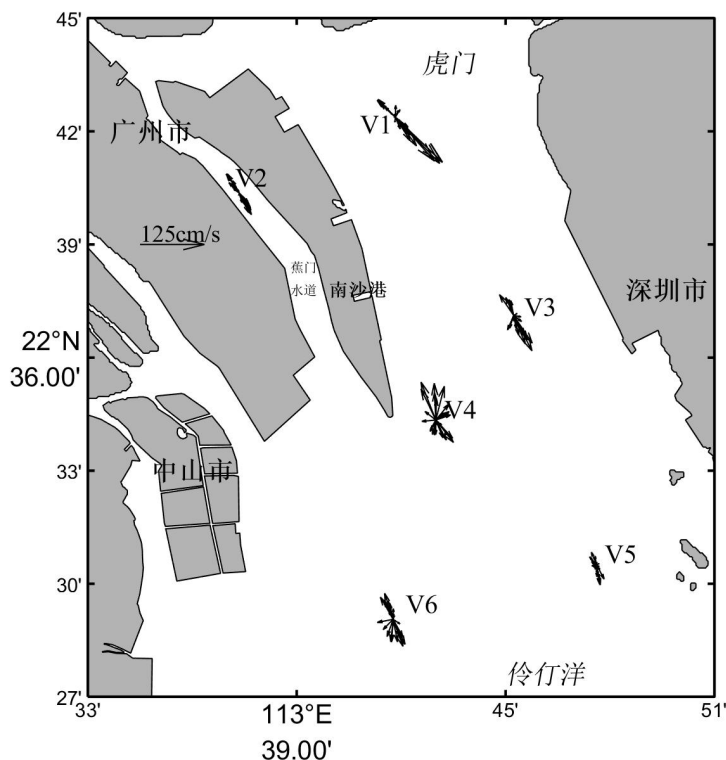 45'
虎门
42'
广州市
V1
V2
39'
125cm/s
蕉门
水道
南沙港
深圳市
V3
22°N
36.00'
V4
33'
中山市
V5
30'
V6
伶仃洋
27'
33'
113°E
39.00'
45'
51'